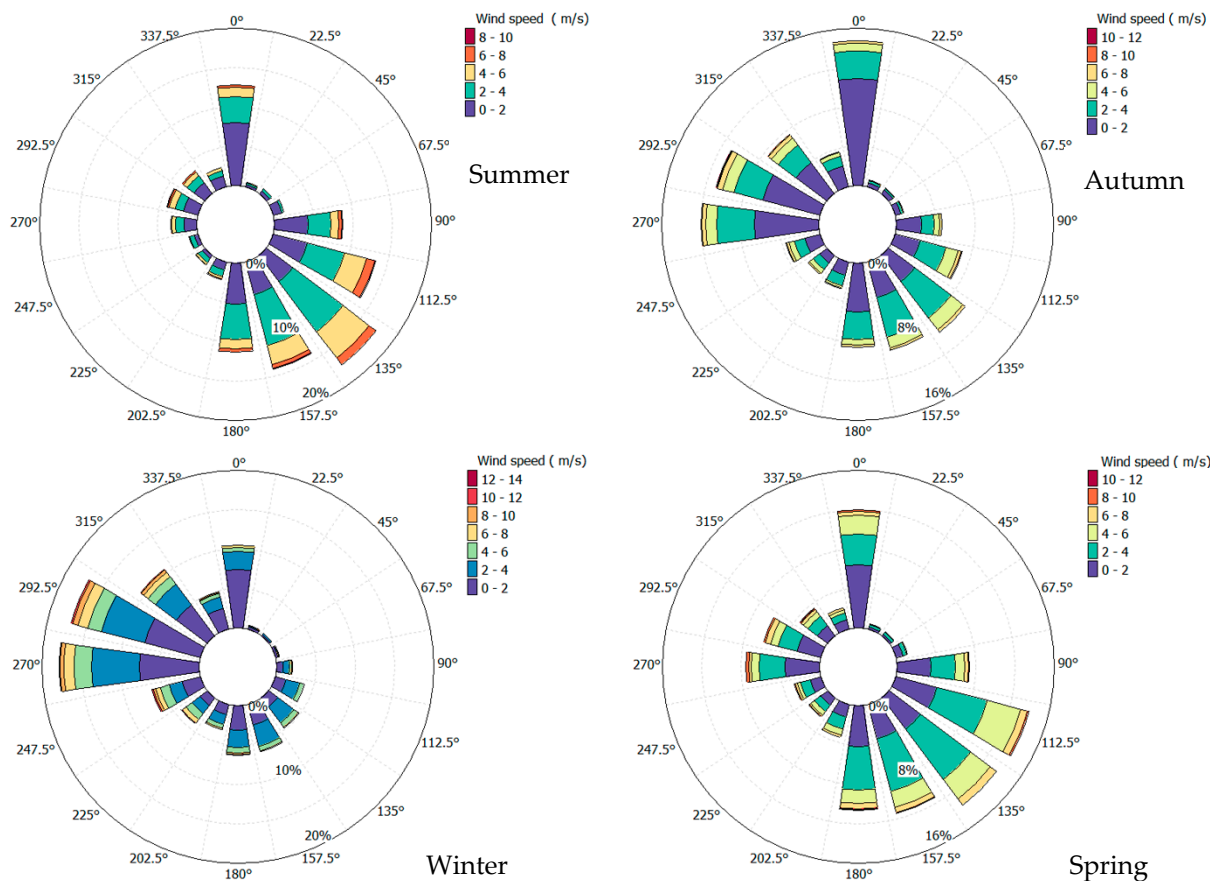 0°
22.5°
45°
67.5°
90°
112.5°
135°
157.5°
180°
202.5°
225°
247.5°
270°
292.5°
315°
337.5°
0%
10%
20%
Wind speed ( m/s)
8 - 10
6 - 8
4 - 6
2 - 4
0 - 2
Summer
0°
22.5°
45°
67.5°
90°
112.5°
135°
157.5°
180°
202.5°
225°
247.5°
270°
292.5°
315°
337.5°
0%
8%
16%
Wind speed ( m/s)
10 - 12
8 - 10
6 - 8
4 - 6
2 - 4
0 - 2
Autumn
0°
22.5°
45°
67.5°
90°
112.5°
135°
157.5°
180°
202.5°
225°
247.5°
270°
292.5°
315°
337.5°
0%
10%
20%
Wind speed ( m/s)
12 - 14
10 - 12
8 - 10
6 - 8
4 - 6
2 - 4
0 - 2
Winter
0°
22.5°
45°
67.5°
90°
112.5°
135°
157.5°
180°
202.5°
225°
247.5°
270°
292.5°
315°
337.5°
0%
8%
16%
Wind speed ( m/s)
10 - 12
8 - 10
6 - 8
4 - 6
2 - 4
0 - 2
Spring